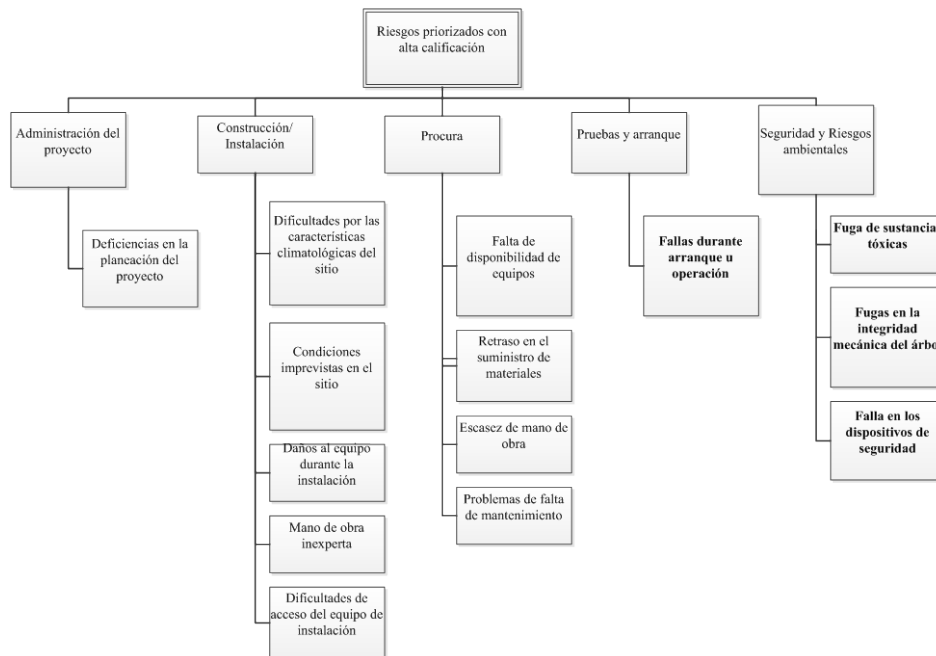 Riesgos priorizados con
alta calificación
Administración del
proyecto
Construcción/
Instalación
Procura
Pruebas y arranque
Seguridad y Riesgos
ambientales
Deficiencias en la
planeación del
proyecto
Dificultades por las
características
climatológicas del
sitio
Condiciones
imprevistas en el
sitio
Daños al equipo
durante la
instalación
Mano de obra
inexperta
Dificultades de
acceso del equipo de
instalación
Falta de
disponibilidad de
equipos
Retraso en el
suministro de
materiales
Escasez de mano de
obra
Problemas de falta
de mantenimiento
Fallas durante
arranque u
operación
Fuga de sustancia
tóxicas
Fugas en la
integridad
mecánica del árbo
Falla en los
dispositivos de
seguridad